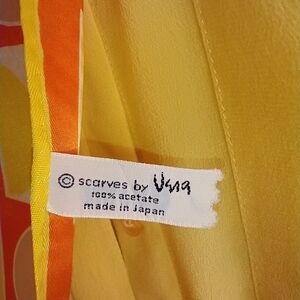 © scarves by Vera
100% acetate
made in Japan